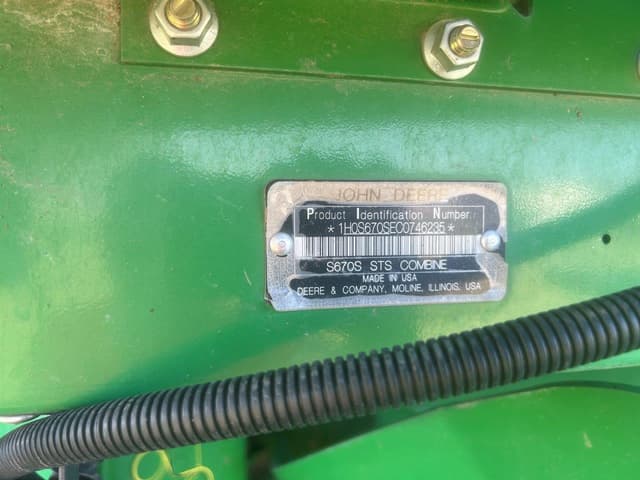 JOHN DEERE
Product Identification Number
*1H0S670SEC0746235*
S670S STS COMBINE
MADE IN USA
DEERE & COMPANY, MOLINE, ILLINOIS, USA